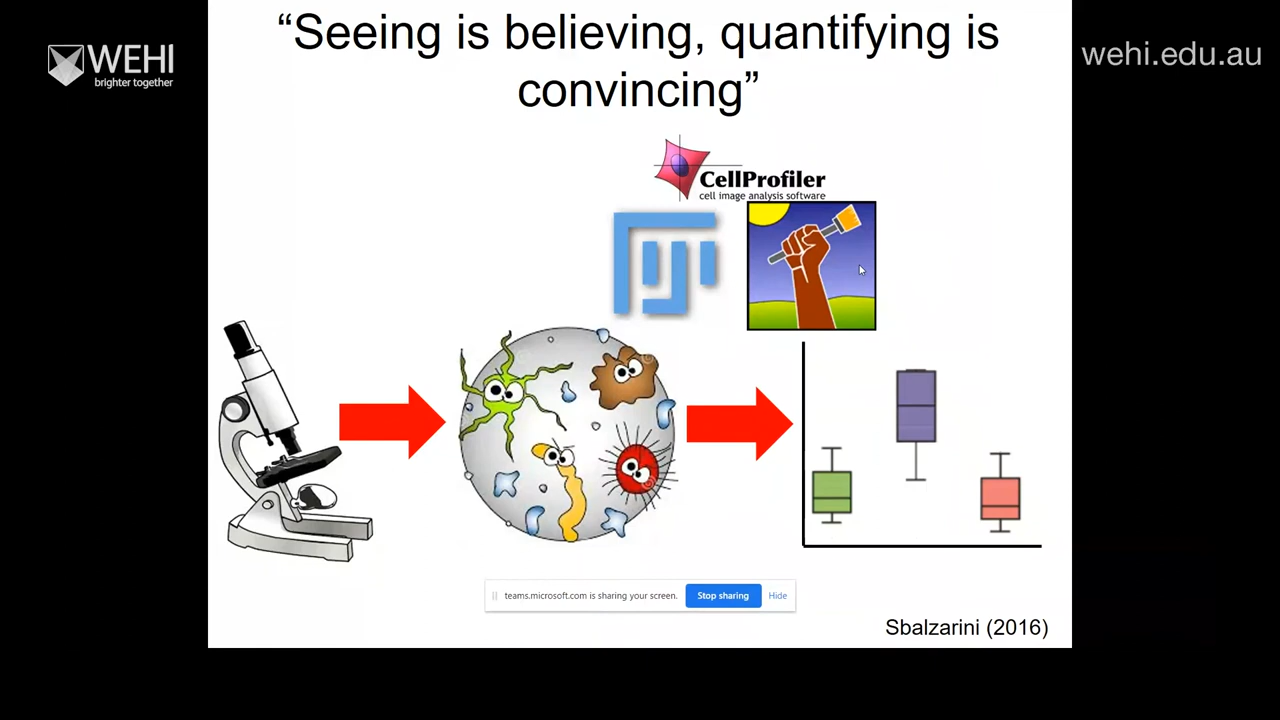 “Seeing is believing, quantifying is
convincing”
WEHI
brighter together
wehi.edu.au
CellProfiler
cell image analysis software
teams.microsoft.com is sharing your screen.
Stop sharing
Hide
Sbalzarini (2016)